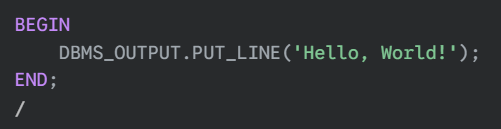 BEGIN
    DBMS_OUTPUT.PUT_LINE('Hello, World!');
END;
/